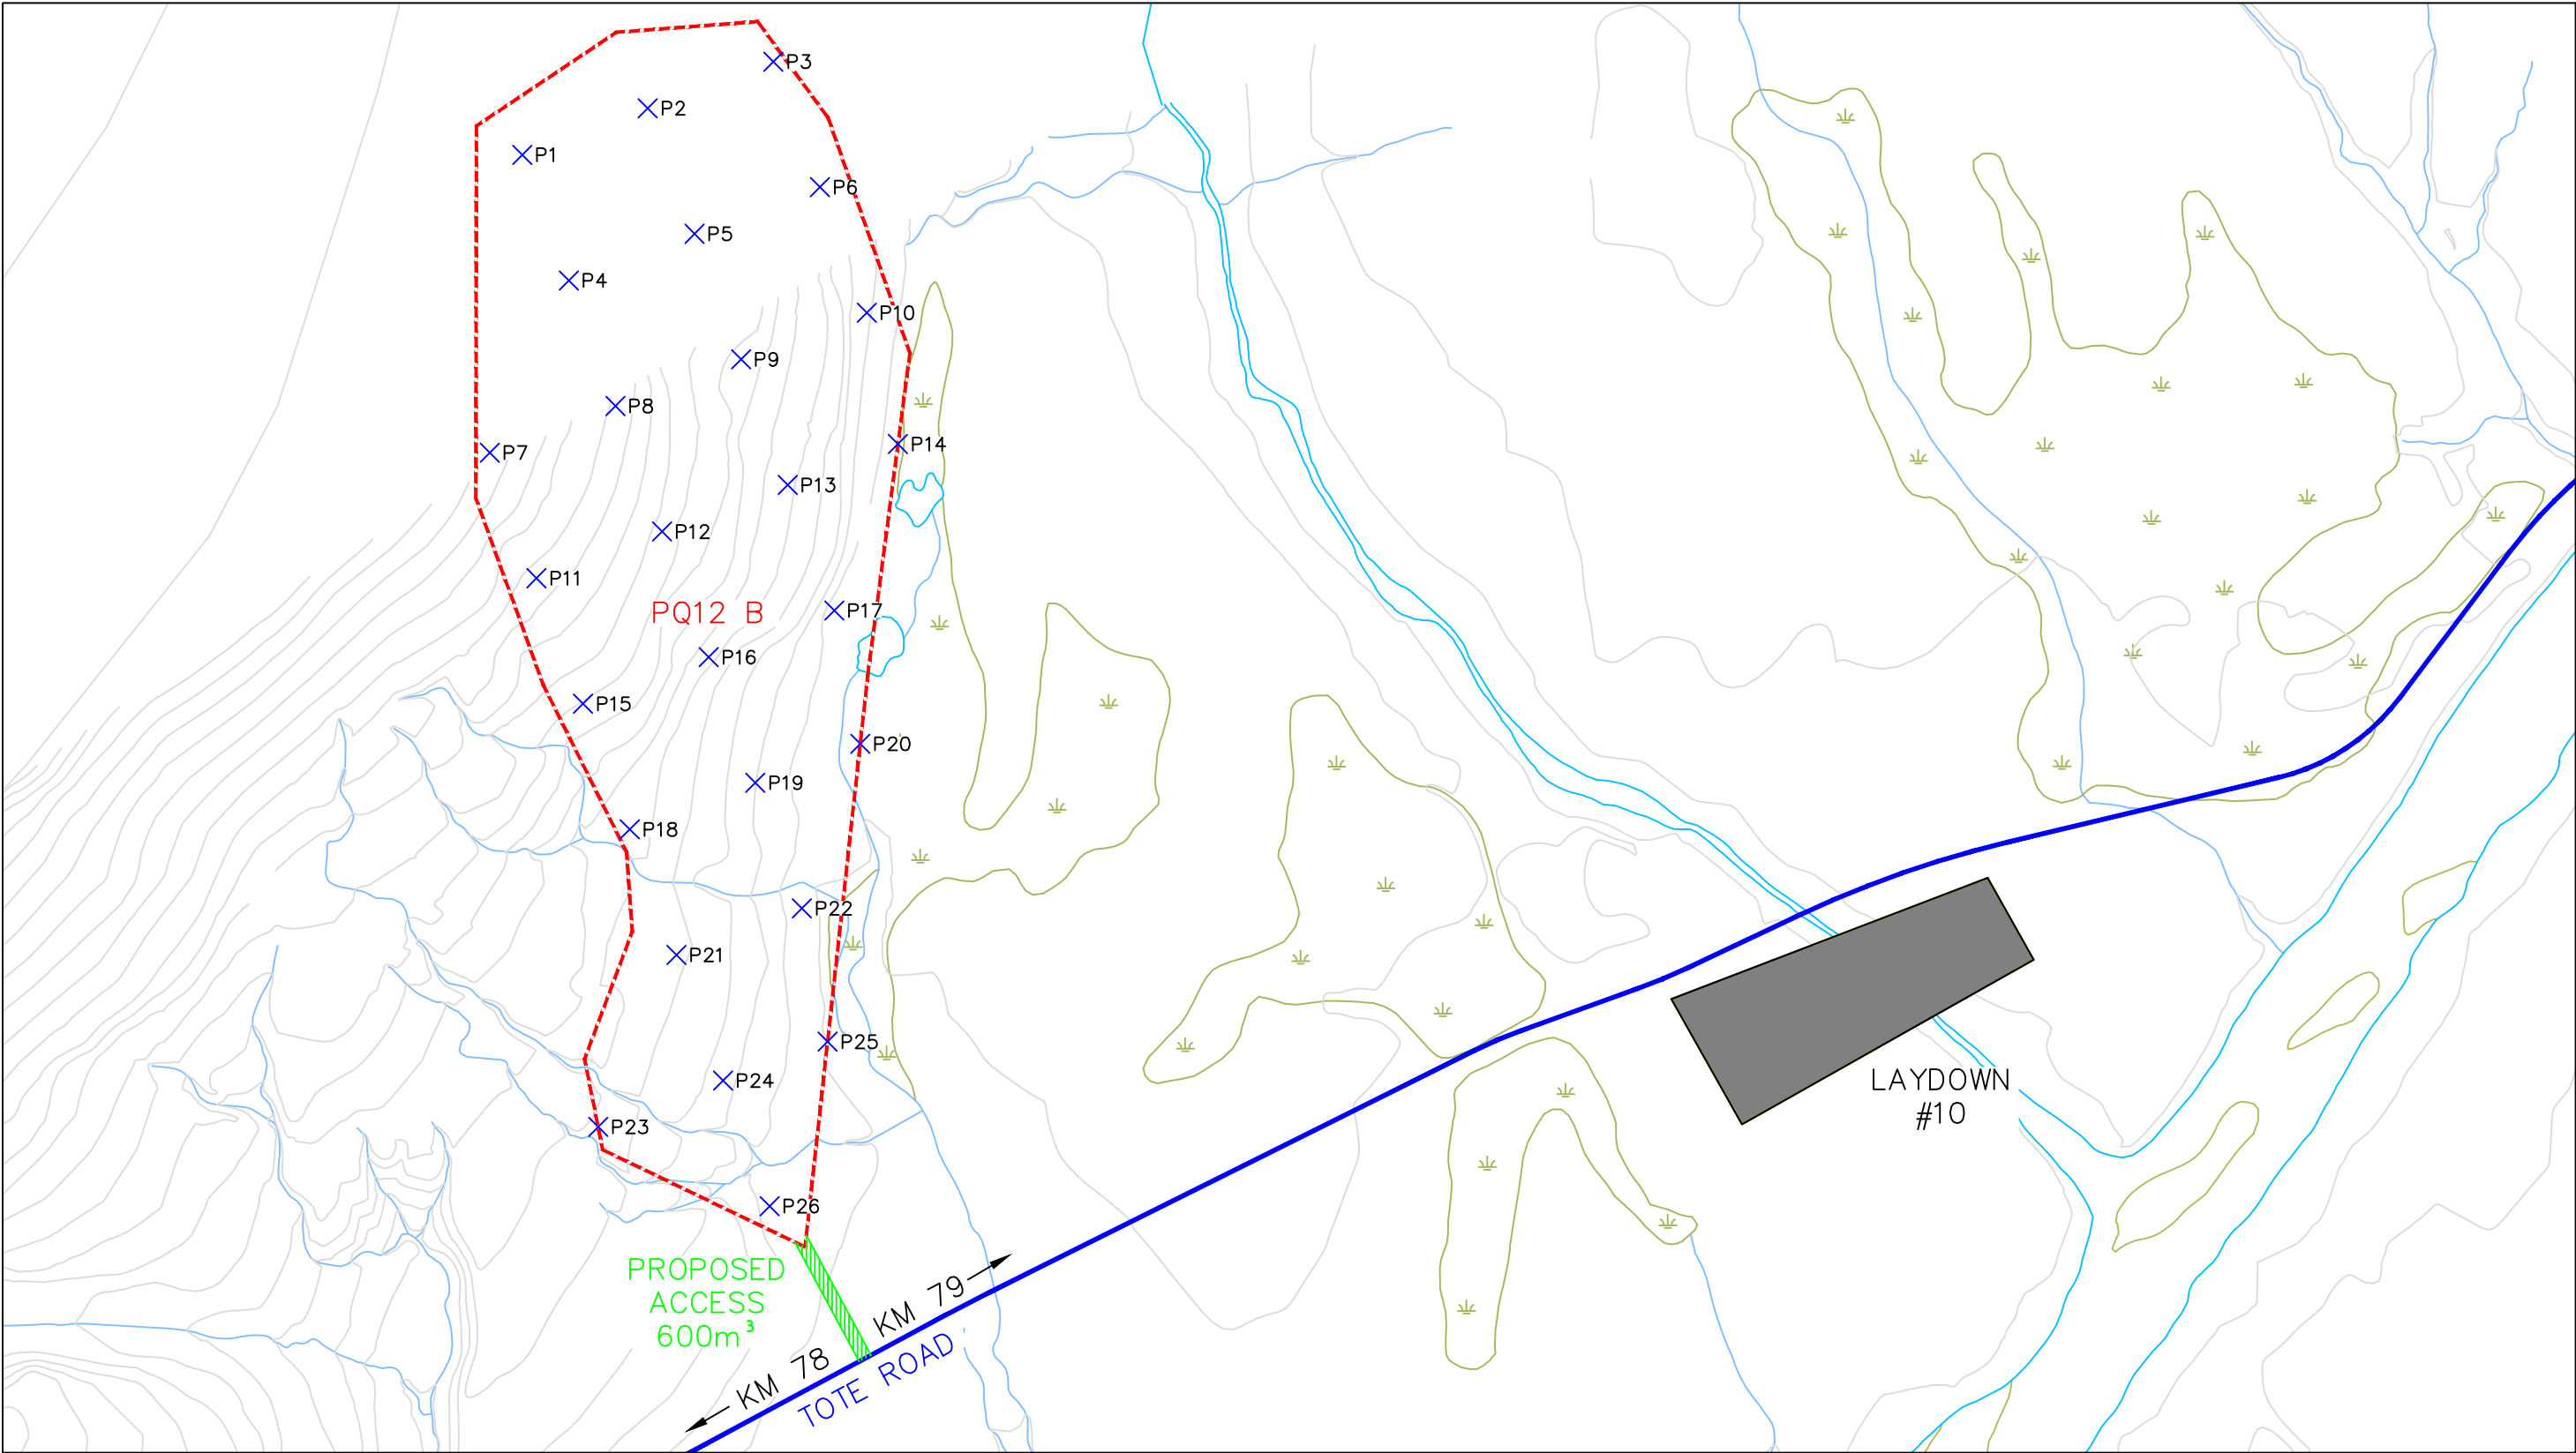 P3
P2
P1
P6
P5
P4
P10
P9
P8
P14
P7
P13
P12
P11
PQ12 B
P17
P16
P15
P20
P19
P18
P22
P21
P25
P24
LAYDOWN
#10
P23
P26
PROPOSED
ACCESS
600m³
KM 79
KM 78
TOTE ROAD